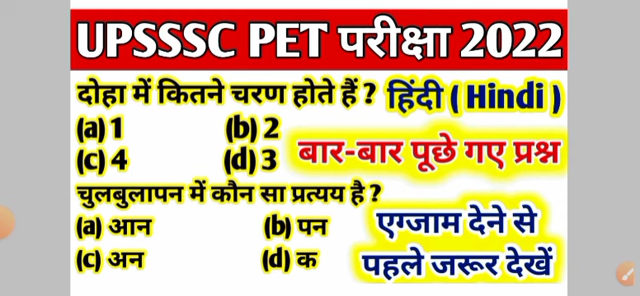 UPSSSC PET परीक्षा 2022
दोहा में कितने चरण होते हैं ? हिंदी ( Hindi )
(a) 1 (b) 2
(c) 4 (d) 3 बार-बार पूछे गए प्रश्न
चुलबुलापन में कौन सा प्रत्यय है ?
(a) आन (b) पन एग्जाम देने से
(c) अन (d) क पहले जरूर देखें